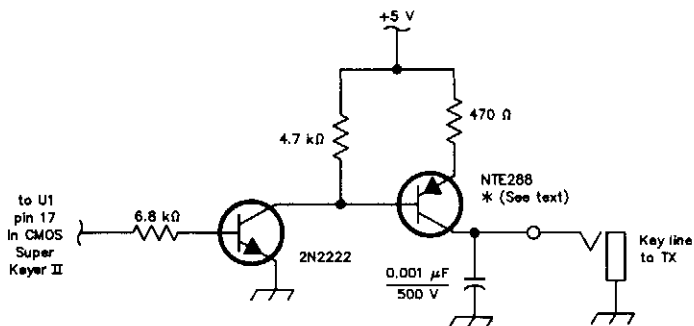 +5 V
470 Ω
4.7 kΩ
NTE288
* (See text)
to U1
pin 17
in CMOS
Super
Keyer II
6.8 kΩ
2N2222
0.001 µF
500 V
Key line
to TX